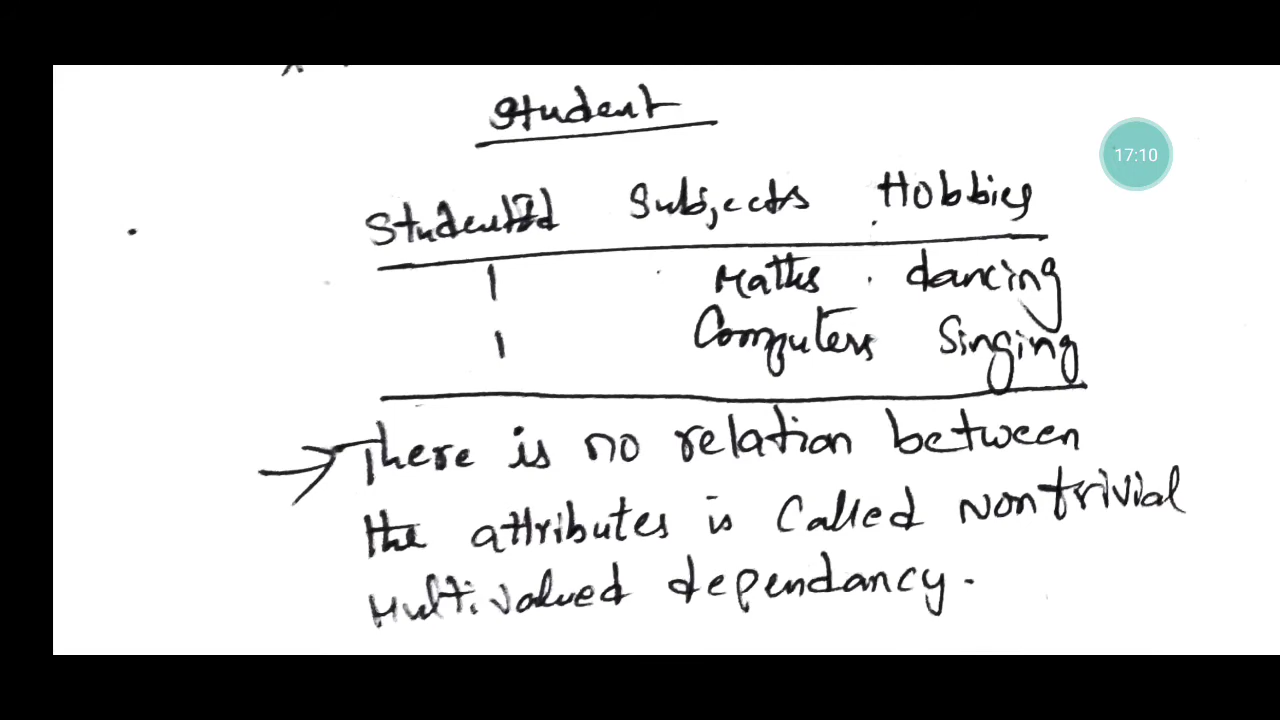 Student
StudentId Subjects Hobbies
1 Maths dancing
1 Computers Singing
There is no relation between
the attributes is called nontrivial
Multivalued dependancy.
17:10